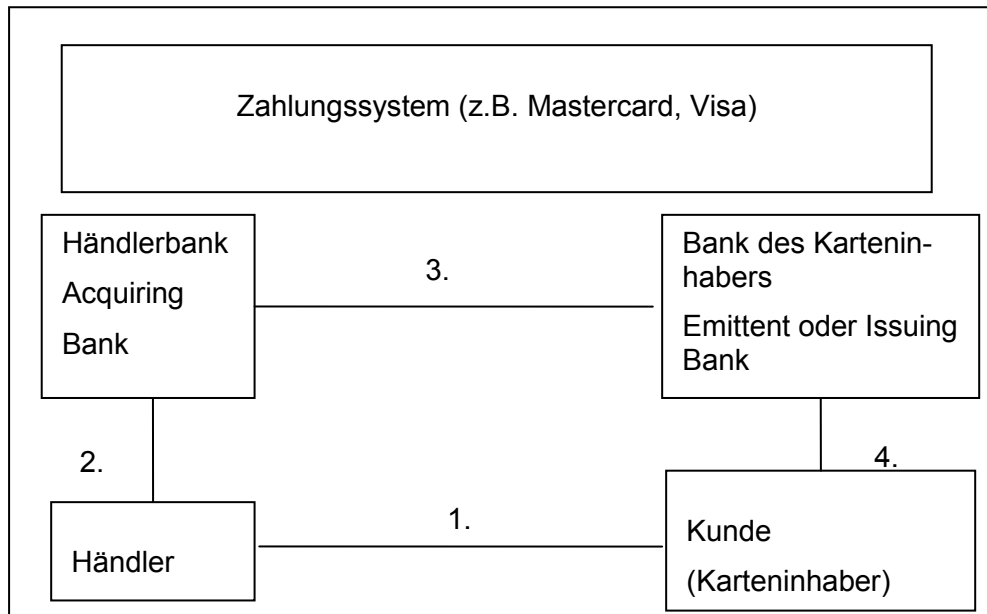 Zahlungssystem (z.B. Mastercard, Visa)
Händlerbank
Acquiring
Bank
3.
Bank des Karten­in-
habers
Emittent oder Issuing
Bank
2.
4.
Händler
1.
Kunde
(Karteninhaber)